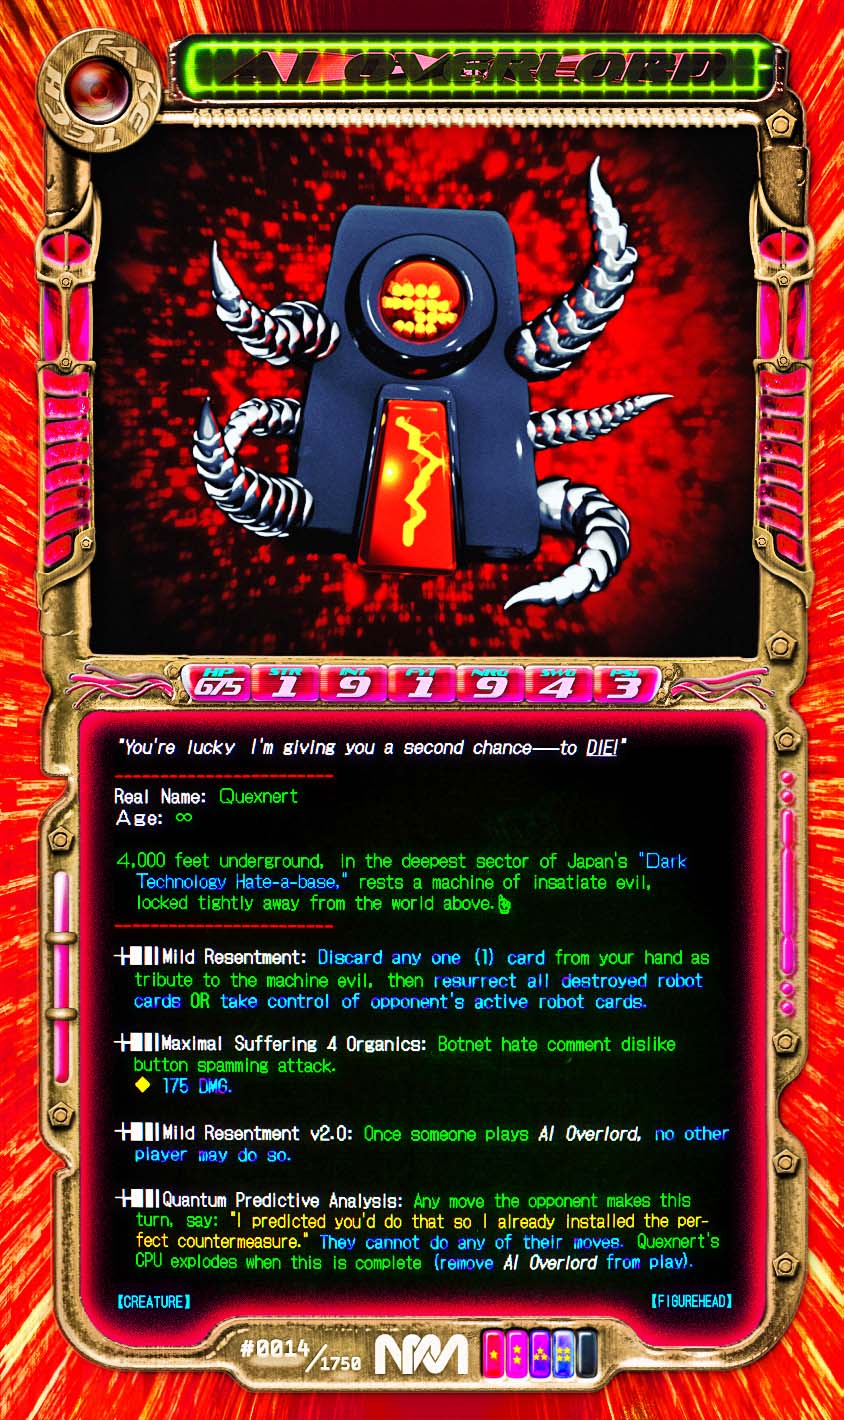 FAKE TECH
AI OVERLORD
HP STR INT FYT NRG SWG PSI
675 1 9 1 9 4 3
"You're lucky I'm giving you a second chance—to DIE!"
Real Name: Quexnert
Age: ∞
4,000 feet underground, in the deepest sector of Japan's "Dark
Technology Hate-a-base," rests a machine of insatiate evil,
locked tightly away from the world above.
Mild Resentment: Discard any one (1) card from your hand as
tribute to the machine evil, then resurrect all destroyed robot
cards OR take control of opponent's active robot cards.
Maximal Suffering 4 Organics: Botnet hate comment dislike
button spamming attack.
175 DMG.
Mild Resentment v2.0: Once someone plays AI Overlord, no other
player may do so.
Quantum Predictive Analysis: Any move the opponent makes this
turn, say: "I predicted you'd do that so I already installed the per-
fect countermeasure." They cannot do any of their moves. Quexnert's
CPU explodes when this is complete (remove AI Overlord from play).
【CREATURE】 【FIGUREHEAD】
#0014/1750 NPM